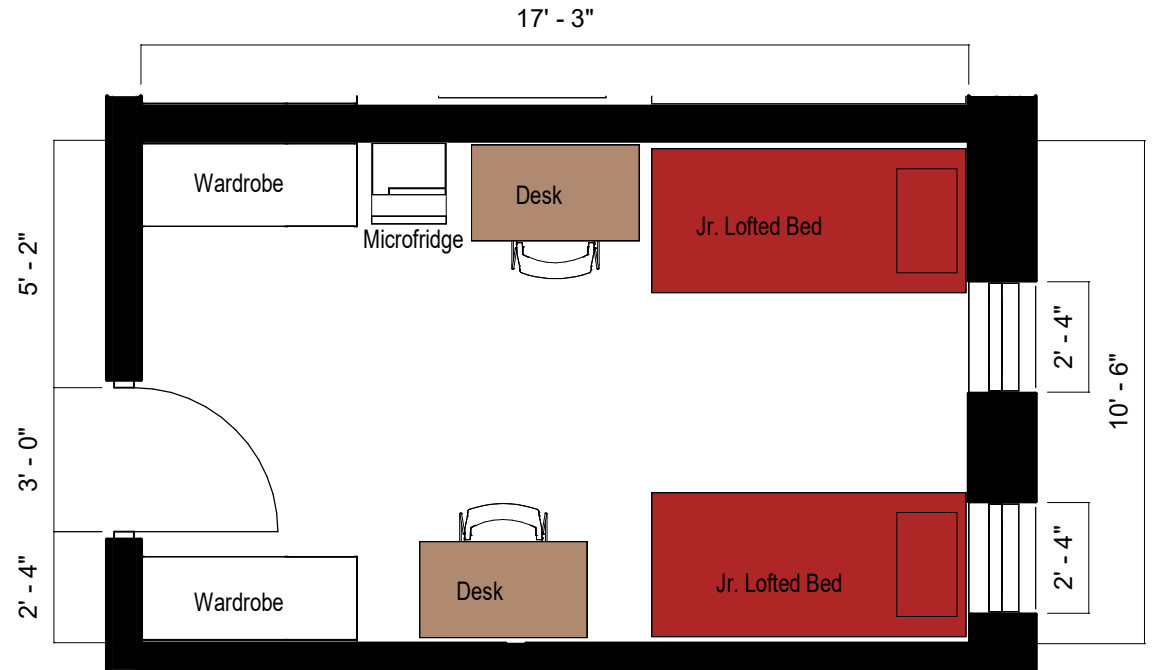 17' - 3"
Wardrobe
Microfridge
Desk
Jr. Lofted Bed
5' - 2"
2' - 4"
10' - 6"
3' - 0"
2' - 4"
2' - 4"
Wardrobe
Desk
Jr. Lofted Bed